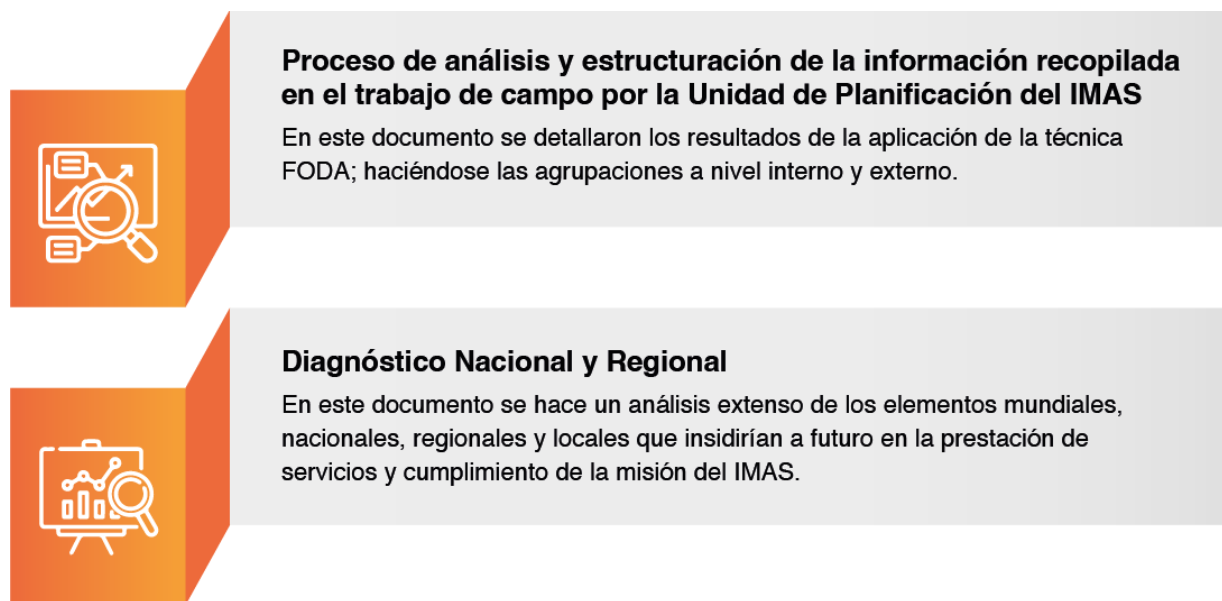 Proceso de análisis y estructuración de la información recopilada
en el trabajo de campo por la Unidad de Planificación del IMAS
En este documento se detallaron los resultados de la aplicación de la técnica
FODA; haciéndose las agrupaciones a nivel interno y externo.
Diagnóstico Nacional y Regional
En este documento se hace un análisis extenso de los elementos mundiales,
nacionales, regionales y locales que insidirían a futuro en la prestación de
servicios y cumplimiento de la misión del IMAS.